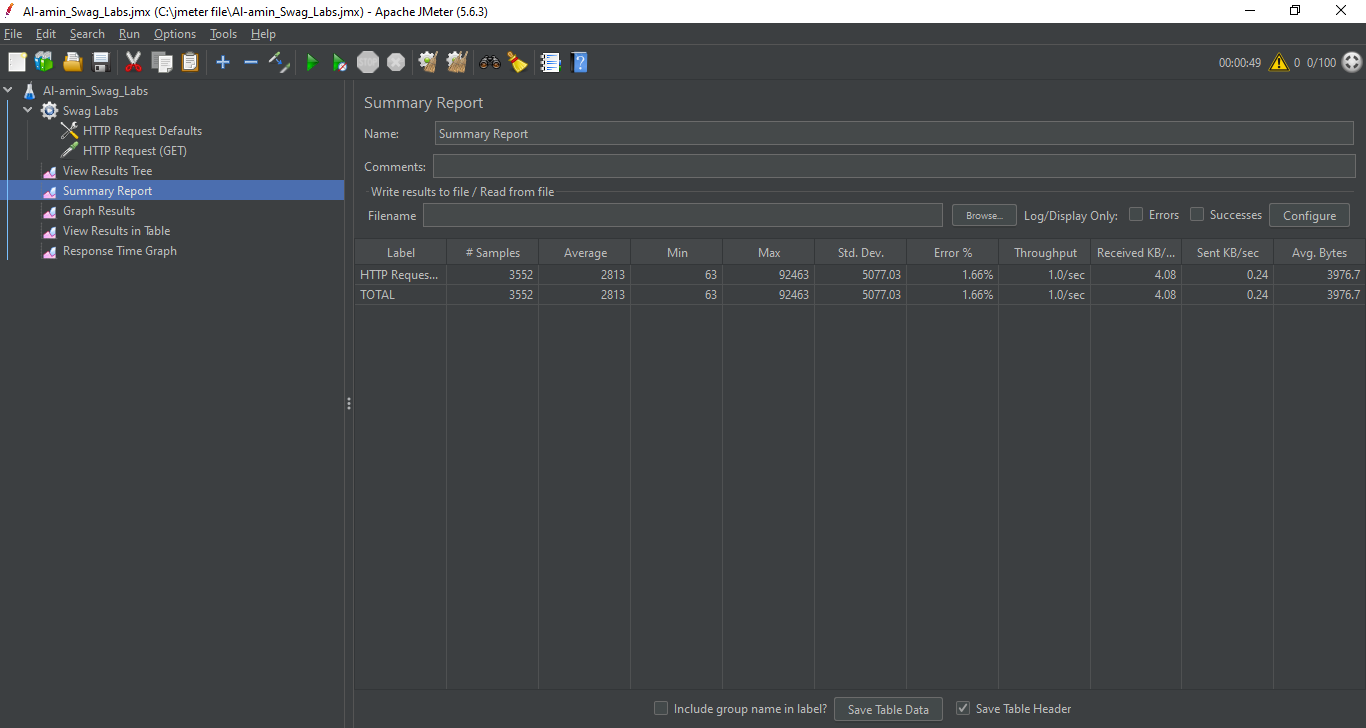 Al-amin_Swag_Labs.jmx (C:\jmeter file\Al-amin_Swag_Labs.jmx) - Apache JMeter (5.6.3)
File Edit Search Run Options Tools Help
STOP 00:00:49 0 0/100
Al-amin_Swag_Labs
Swag Labs
HTTP Request Defaults
HTTP Request (GET)
View Results Tree
Summary Report
Graph Results
View Results in Table
Response Time Graph
Summary Report
Name: Summary Report
Comments:
Write results to file / Read from file
Filename Browse... Log/Display Only: Errors Successes Configure
Label # Samples Average Min Max Std. Dev. Error % Throughput Received KB/... Sent KB/sec Avg. Bytes
HTTP Reques... 3552 2813 63 92463 5077.03 1.66% 1.0/sec 4.08 0.24 3976.7
TOTAL 3552 2813 63 92463 5077.03 1.66% 1.0/sec 4.08 0.24 3976.7
Include group name in label? Save Table Data Save Table Header